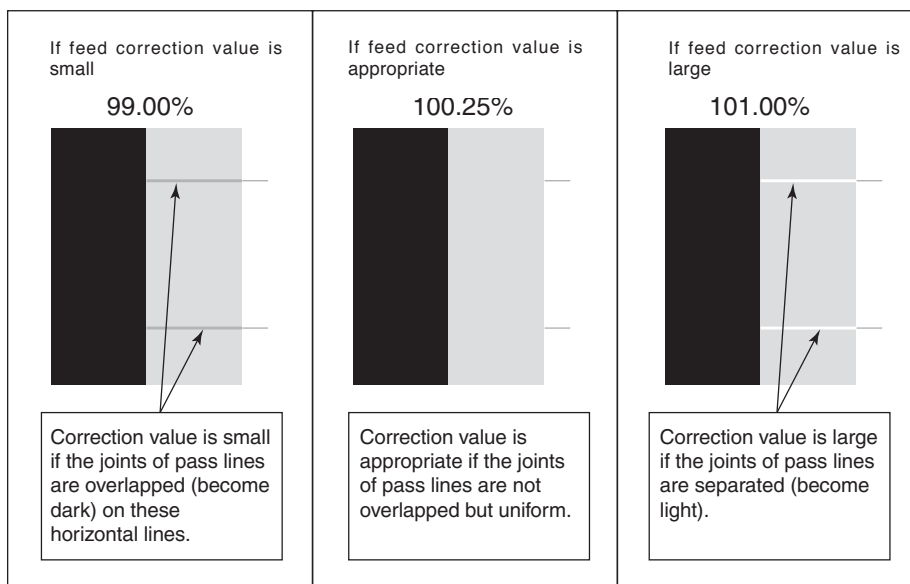 If feed correction value is
small
99.00%
Correction value is small
if the joints of pass lines
are overlapped (become
dark) on these
horizontal lines.
If feed correction value is
appropriate
100.25%
Correction value is
appropriate if the joints
of pass lines are not
overlapped but uniform.
If feed correction value is
large
101.00%
Correction value is large
if the joints of pass lines
are separated (become
light).